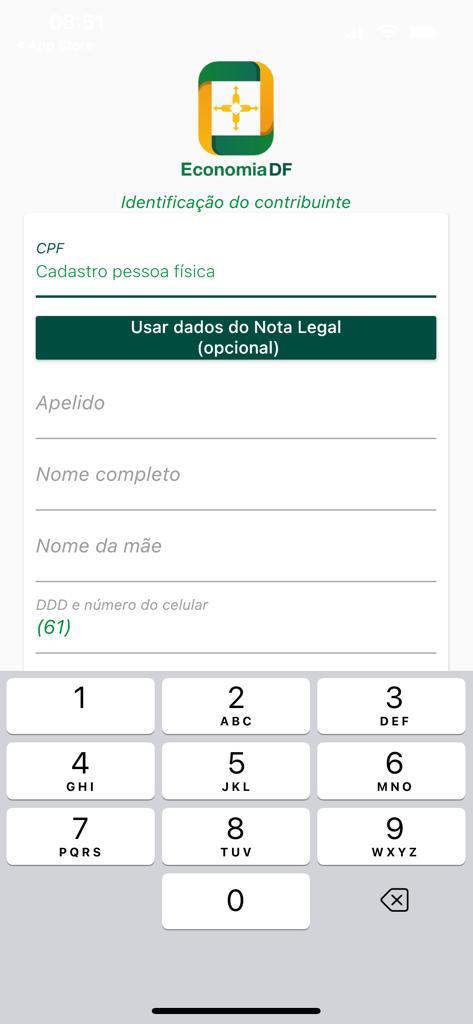 08:51
◀ App Store
EconomiaDF
Identificação do contribuinte
CPF
Cadastro pessoa física
Usar dados do Nota Legal
(opcional)
Apelido
Nome completo
Nome da mãe
DDD e número do celular
(61)
1 2 3
ABC DEF
4 5 6
GHI JKL MNO
7 8 9
PQRS TUV WXYZ
0